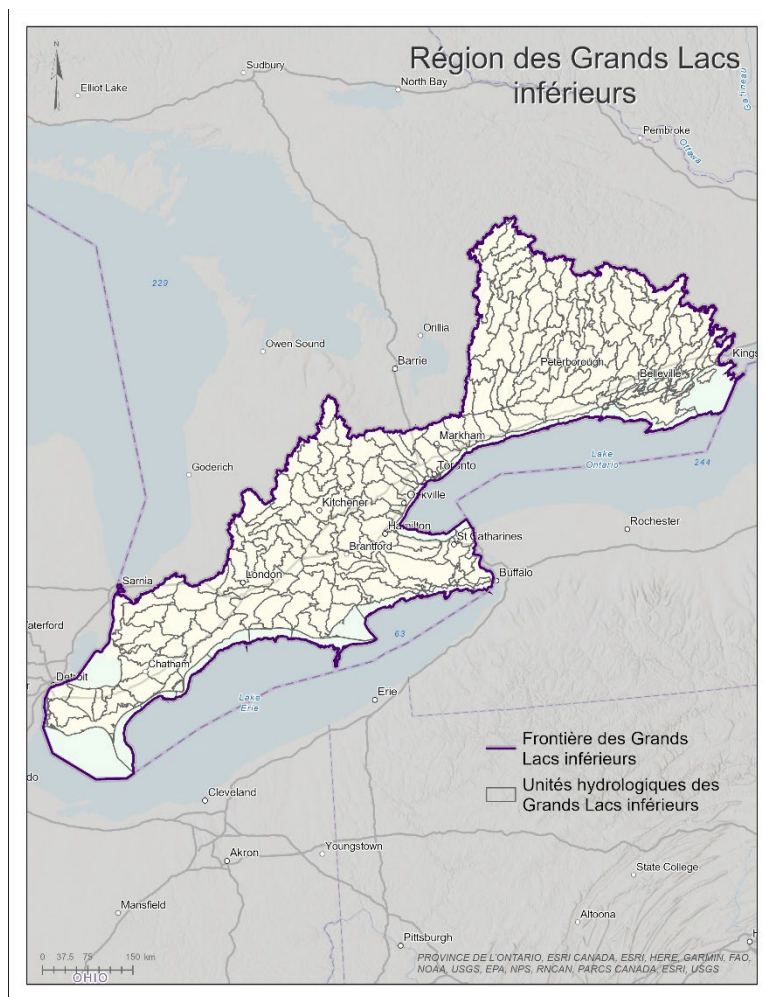 Région des Grands Lacs
inférieurs
N
Sudbury
Elliot Lake
North Bay
Gatineau
Pembroke
Ottawa
229
Orillia
Owen Sound
Barrie
Peterborough
Kings
Belleville
Markham
Lake
Ontario
244
Goderich
Toronto
Kitchener
Oakville
Hamilton
Rochester
St Catharines
Brantford
London
Buffalo
Sarnia
aterford
63
Chatham
Detroit
Lake
Erie
Erie
Frontière des Grands
Lacs inférieurs
Unités hydrologiques des
Grands Lacs inférieurs
do
Cleveland
Youngstown
Akron
State College
Mansfield
Altoona
Pittsburgh
H
0 37.5 75 150 km
OHIO
PROVINCE DE L'ONTARIO, ESRI CANADA, ESRI, HERE, GARMIN, FAO,
NOAA, USGS, EPA, NPS, RNCAN, PARCS CANADA, ESRI, USGS